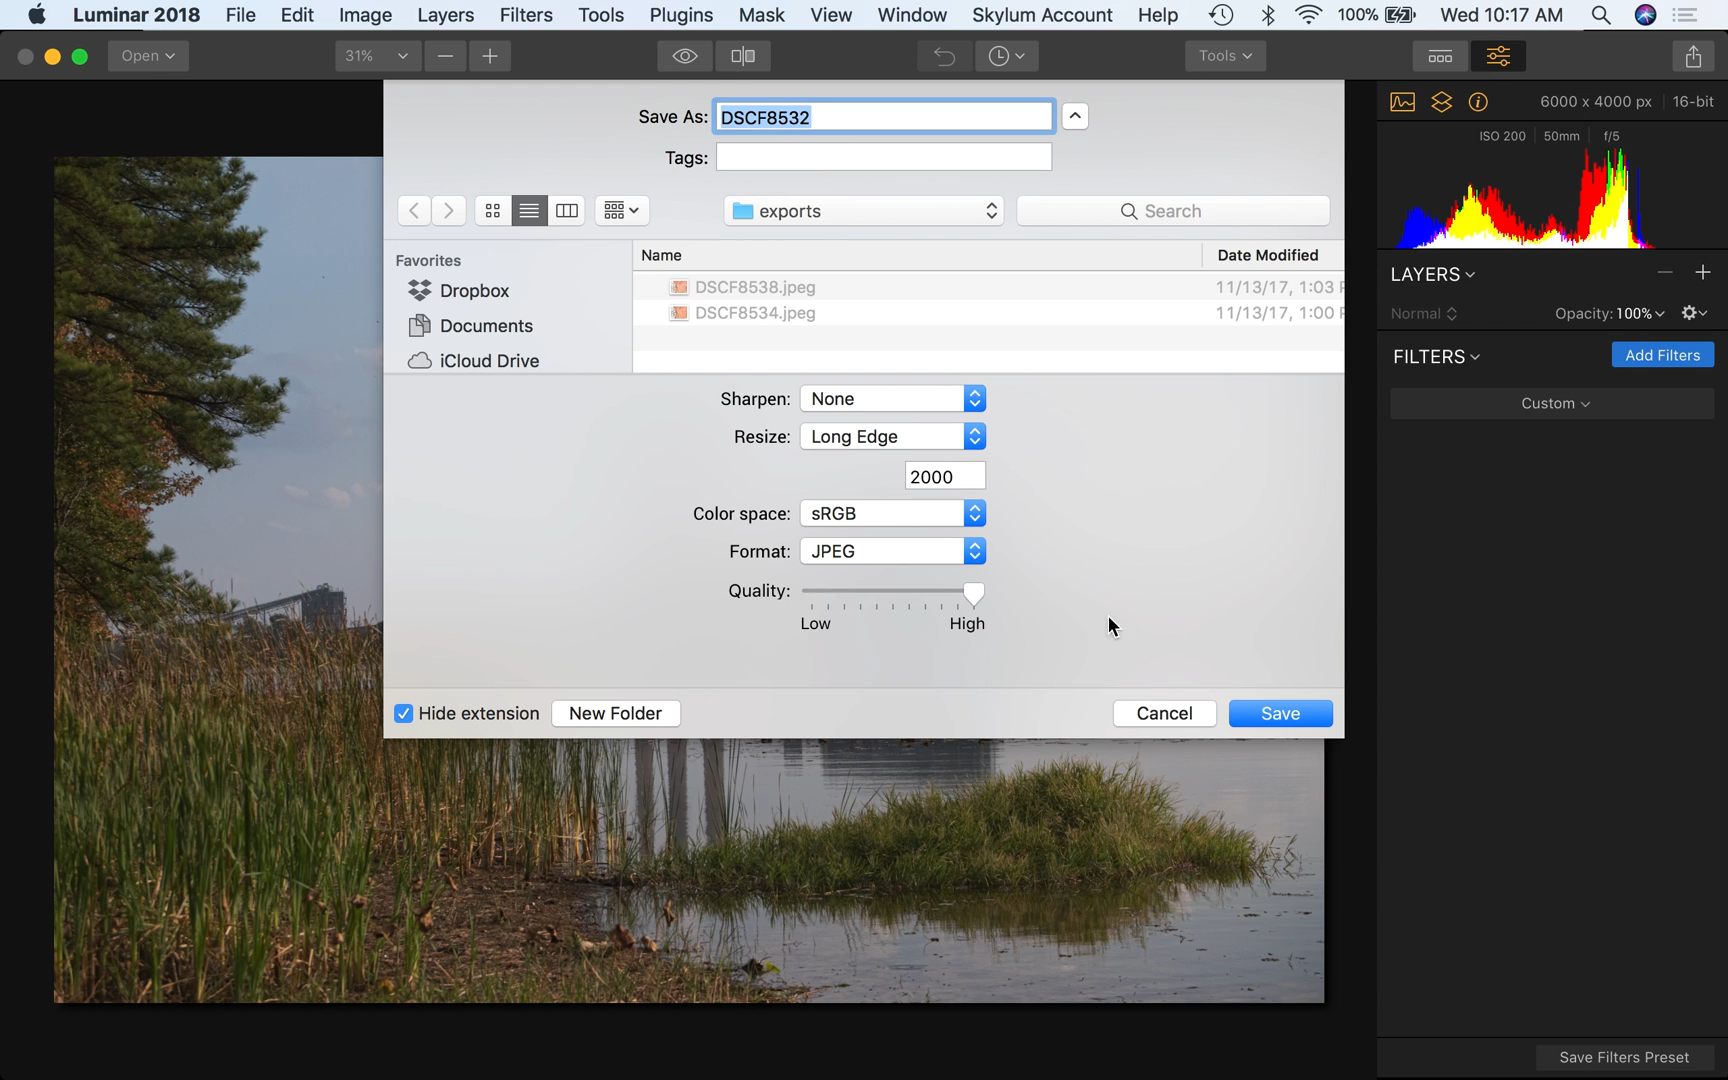 Luminar 2018 File Edit Image Layers Filters Tools Plugins Mask View Window Skylum Account Help 100% Wed 10:17 AM
Open 31% Tools
Save As: DSCF8532
Tags:
exports Search
Favorites
Dropbox
Documents
iCloud Drive
Name Date Modified
DSCF8538.jpeg 11/13/17, 1:03
DSCF8534.jpeg 11/13/17, 1:00
Sharpen: None
Resize: Long Edge
2000
Color space: sRGB
Format: JPEG
Quality:
Low High
Hide extension New Folder Cancel Save
6000 x 4000 px 16-bit
ISO 200 50mm f/5
LAYERS
Normal Opacity: 100%
FILTERS Add Filters
Custom
Save Filters Preset